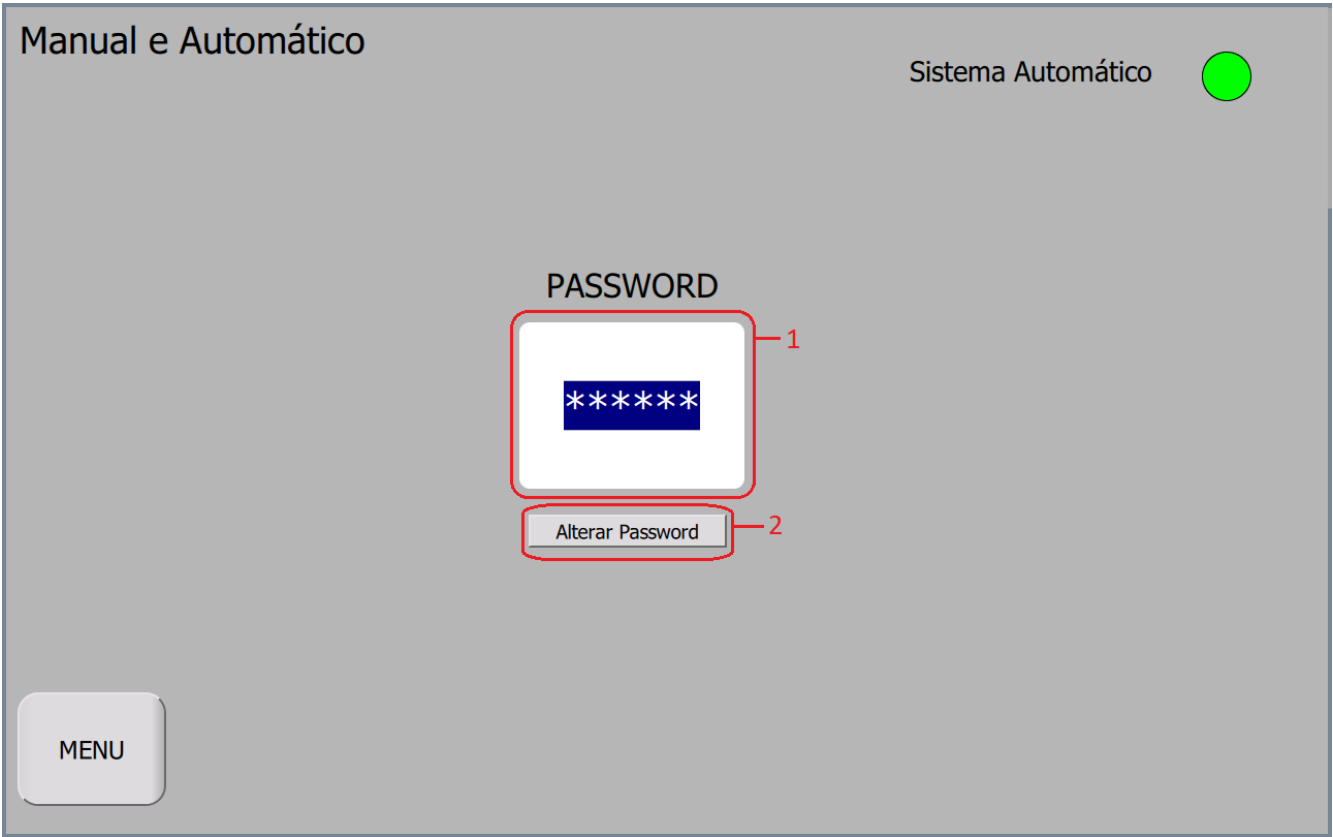 Manual e Automático
Sistema Automático
PASSWORD
1
******
Alterar Password
2
MENU